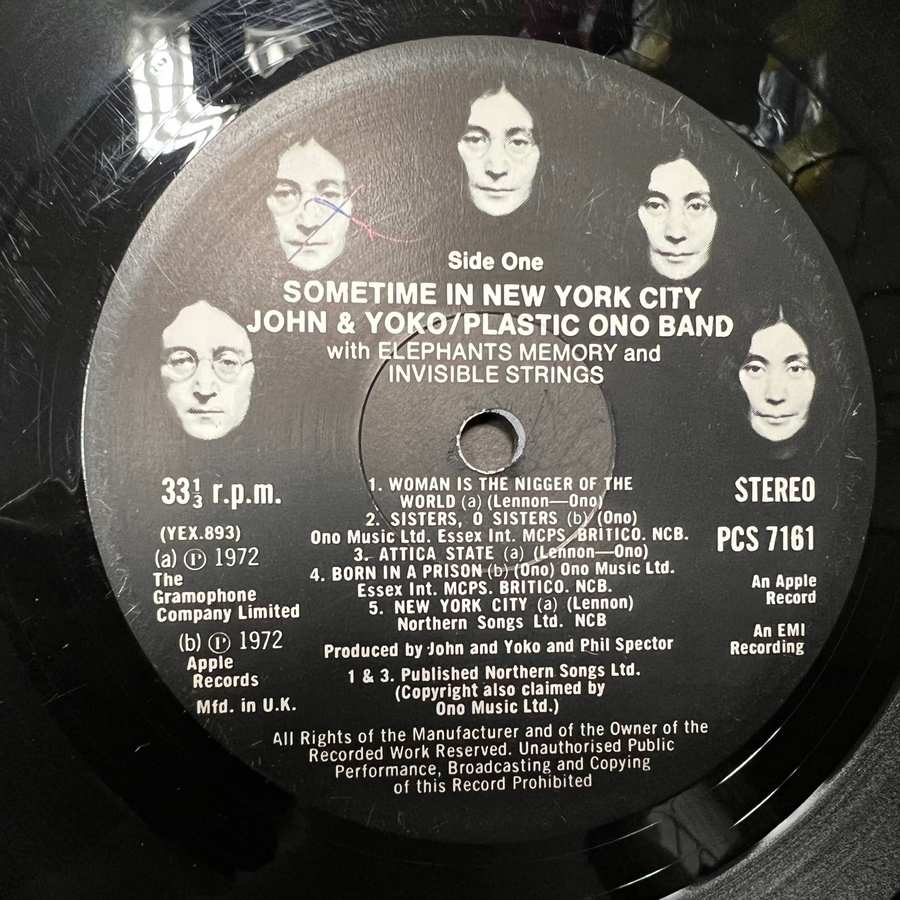 Side One
SOMETIME IN NEW YORK CITY
JOHN & YOKO/PLASTIC ONO BAND
with ELEPHANTS MEMORY and
INVISIBLE STRINGS
33⅓ r.p.m.
(YEX.893)
(a) Ⓟ 1972
The
Gramophone
Company Limited
(b) Ⓟ 1972
Apple
Records
Mfd. in U.K.
1. WOMAN IS THE NIGGER OF THE
WORLD (a) (Lennon—Ono)
2. SISTERS, O SISTERS (b) (Ono)
Ono Music Ltd. Essex Int. MCPS. BRITICO. NCB.
3. ATTICA STATE (a) (Lennon—Ono)
4. BORN IN A PRISON (b) (Ono) Ono Music Ltd.
Essex Int. MCPS. BRITICO. NCB.
5. NEW YORK CITY (a) (Lennon)
Northern Songs Ltd. NCB
Produced by John and Yoko and Phil Spector
1 & 3. Published Northern Songs Ltd.
(Copyright also claimed by
Ono Music Ltd.)
STEREO
PCS 7161
An Apple
Record
An EMI
Recording
All Rights of the Manufacturer and of the Owner of the
Recorded Work Reserved. Unauthorised Public
Performance, Broadcasting and Copying
of this Record Prohibited